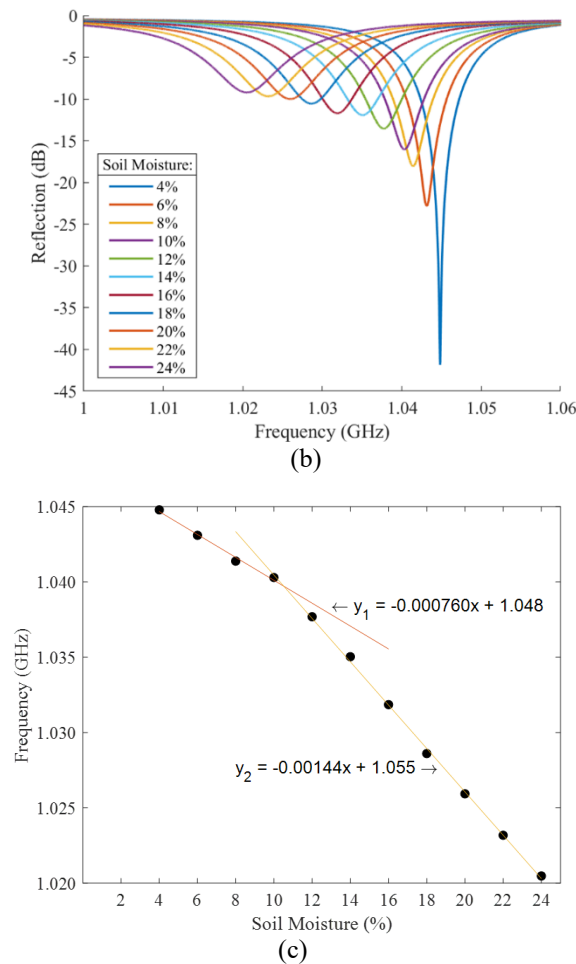 0
-5
-10
-15
-20
-25
-30
-35
-40
-45
Reflection (dB)
Soil Moisture:
4%
6%
8%
10%
12%
14%
16%
18%
20%
22%
24%
1 1.01 1.02 1.03 1.04 1.05 1.06
Frequency (GHz)
(b)
1.045
1.040
1.035
1.030
1.025
1.020
Frequency (GHz)
← y₁ = -0.000760x + 1.048
y₂ = -0.00144x + 1.055 →
2 4 6 8 10 12 14 16 18 20 22 24
Soil Moisture (%)
(c)